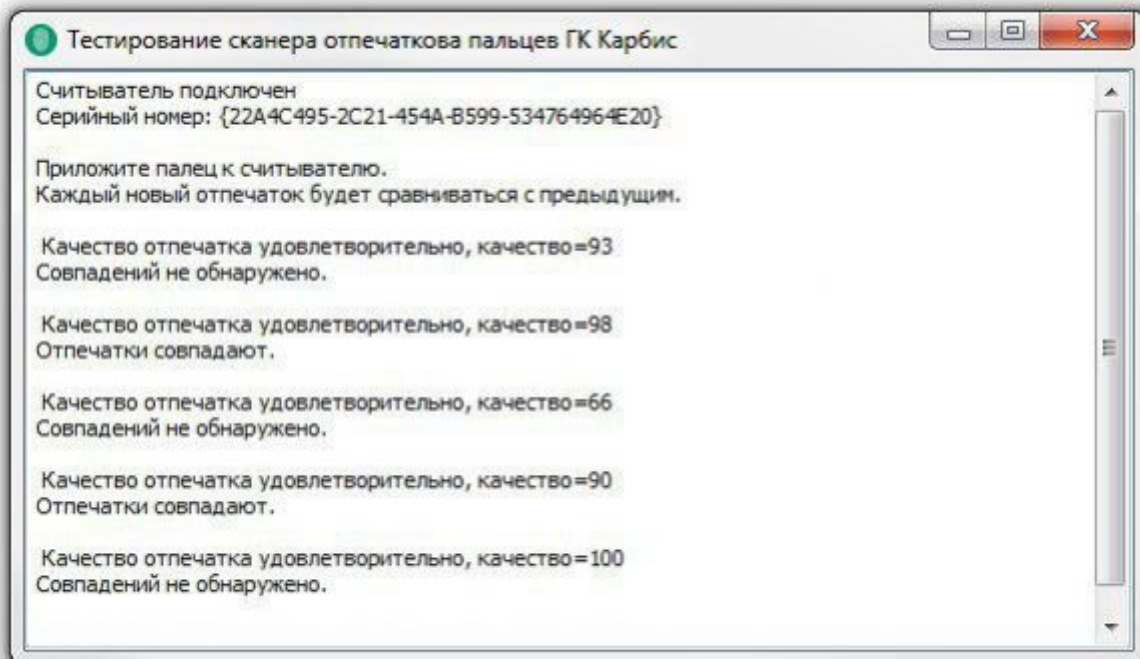 Тестирование сканера отпечаткова пальцев ГК Карбис
Считыватель подключен
Серийный номер: {22A4C495-2C21-454A-B599-534764964E20}
Приложите палец к считывателю.
Каждый новый отпечаток будет сравниваться с предыдущим.
Качество отпечатка удовлетворительно, качество=93
Совпадений не обнаружено.
Качество отпечатка удовлетворительно, качество=98
Отпечатки совпадают.
Качество отпечатка удовлетворительно, качество=66
Совпадений не обнаружено.
Качество отпечатка удовлетворительно, качество=90
Отпечатки совпадают.
Качество отпечатка удовлетворительно, качество=100
Совпадений не обнаружено.